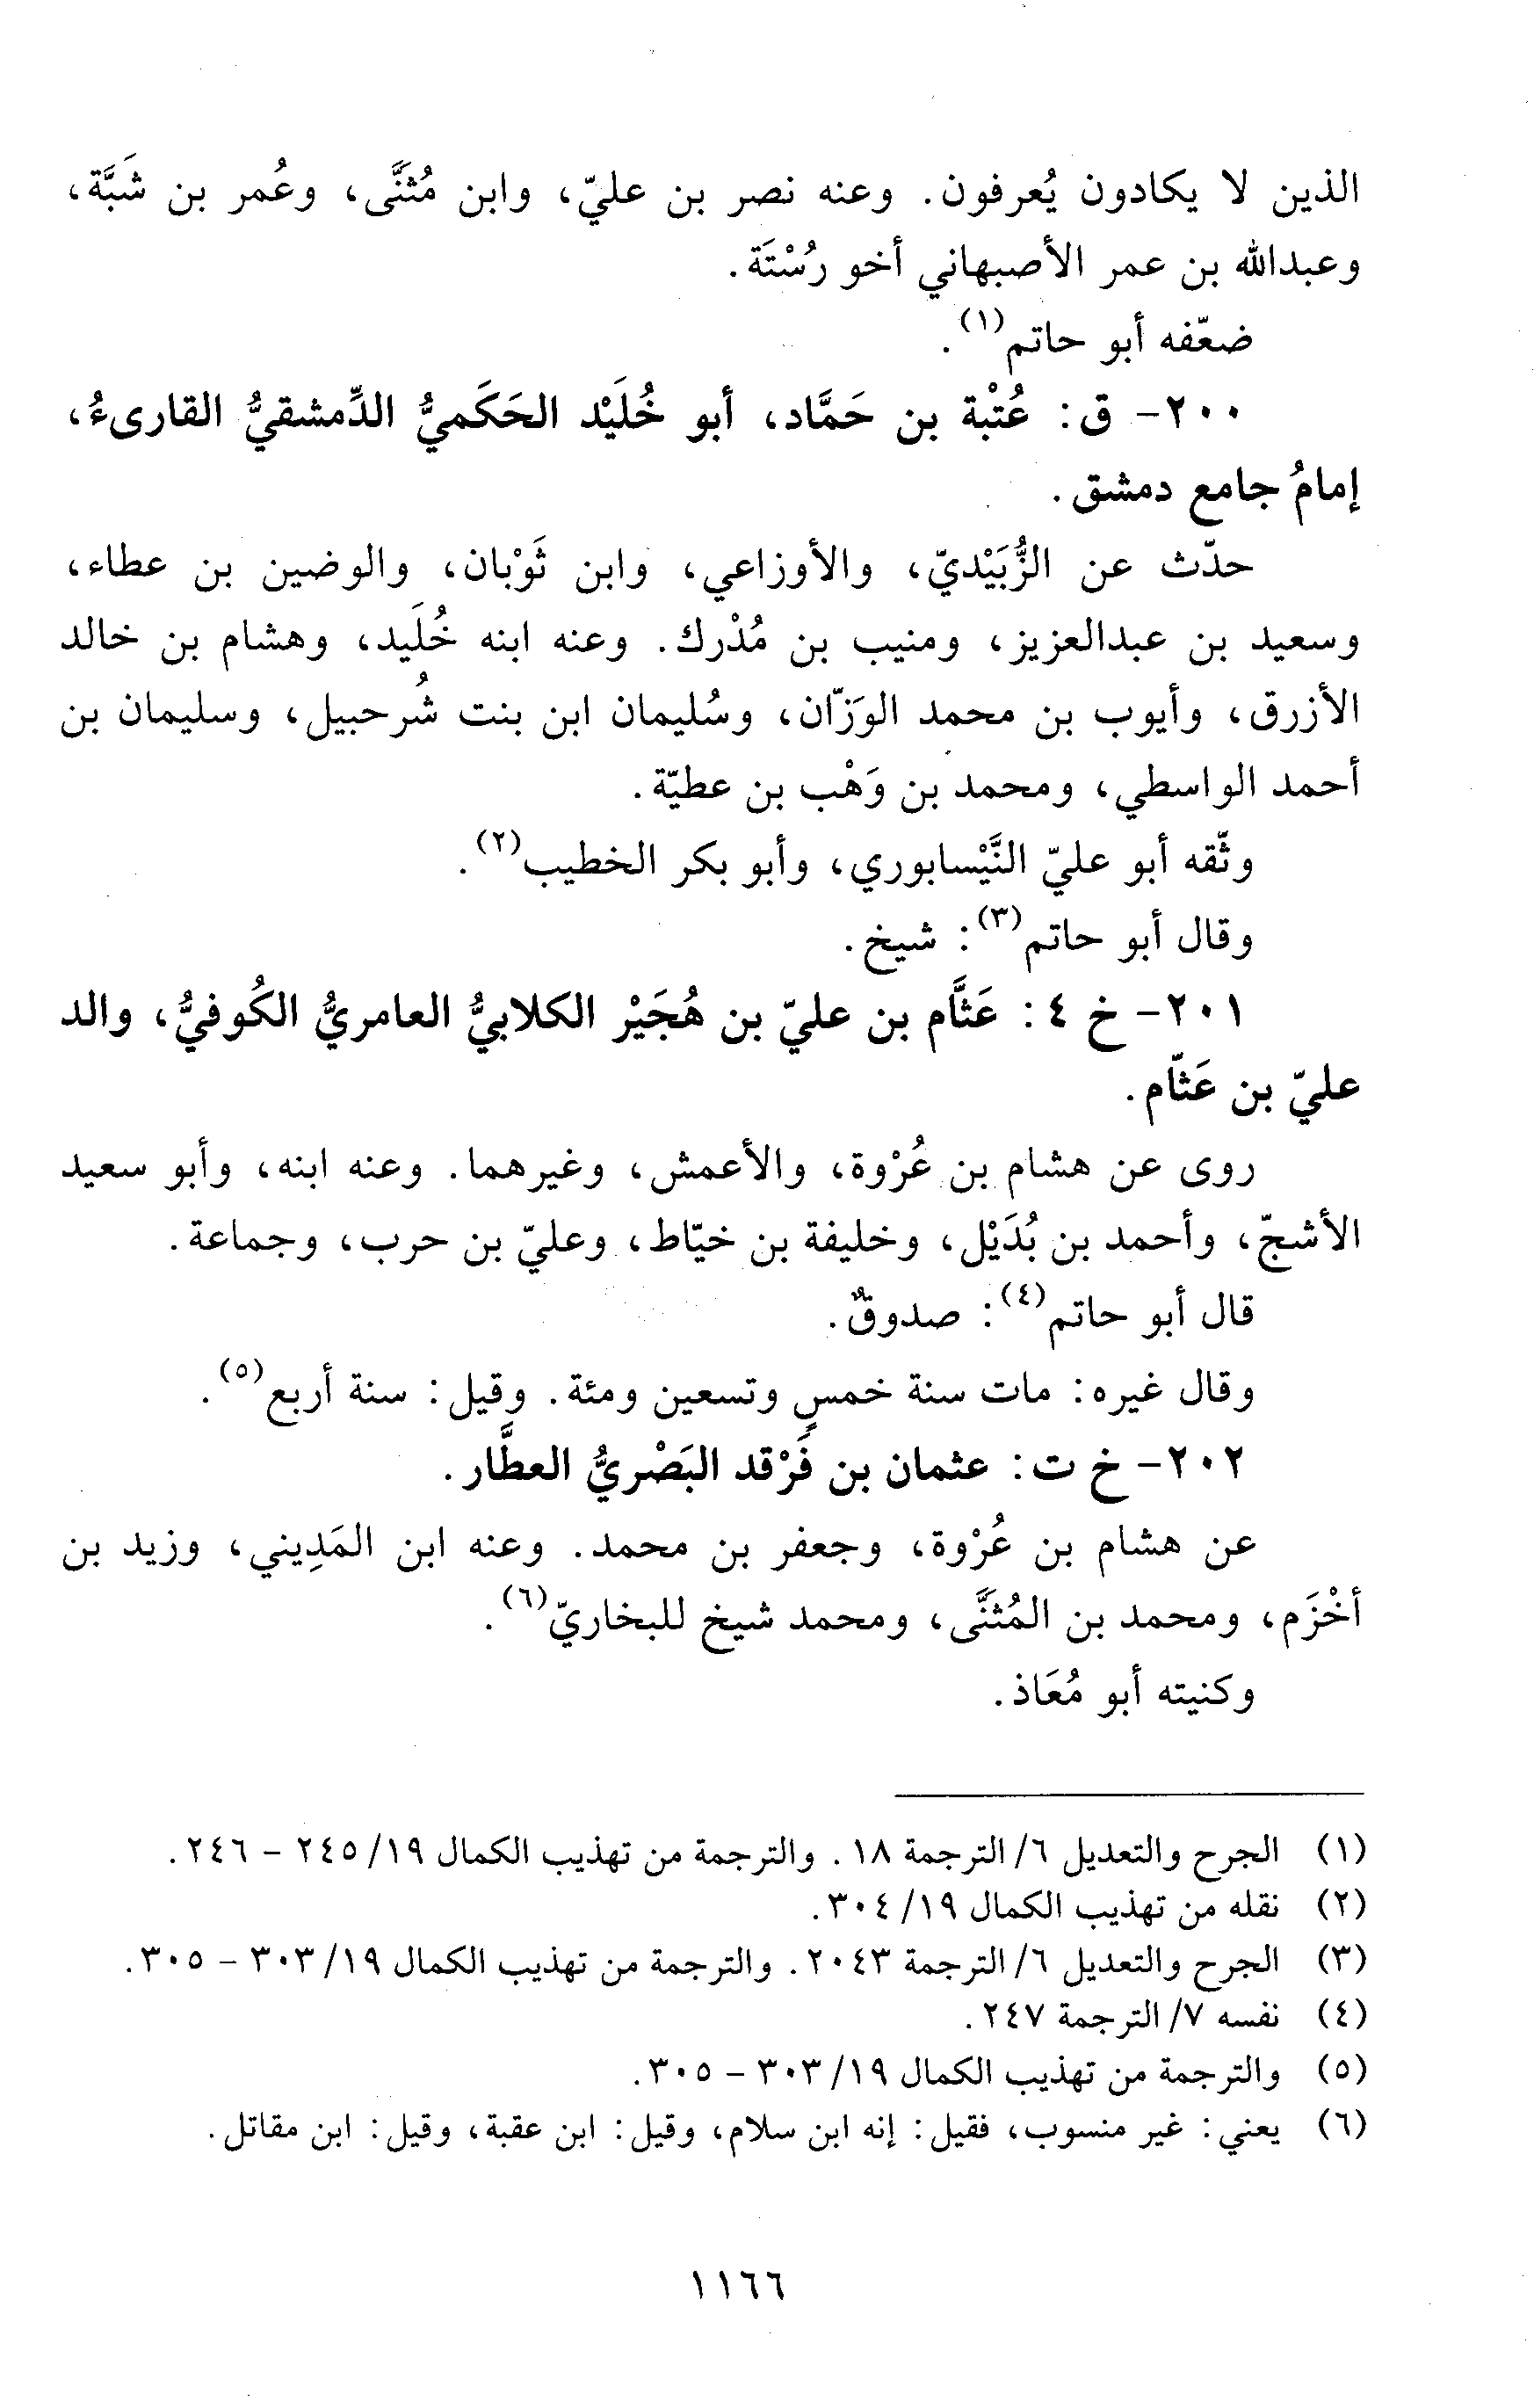 الذين لا يكادون يُعرفون. وعنه نصر بن عليّ، وابن مُثنَّى، وعُمر بن شَبَّة،
وعبدالله بن عمر الأصبهاني أخو رُسْتَة.
ضعّفه أبو حاتم(١).
٢٠٠- ق: عُتْبة بن حَمَّاد، أبو خُلَيْد الحَكَميُّ الدِّمشقيُّ القارىءُ،
إمامُ جامع دمشق.
حدّث عن الزُّبَيْديّ، والأوزاعي، وابن ثَوْبان، والوضين بن عطاء،
وسعيد بن عبدالعزيز، ومنيب بن مُدْرك. وعنه ابنه خُلَيد، وهشام بن خالد
الأزرق، وأيوب بن محمد الوَزّان، وسُليمان ابن بنت شُرحبيل، وسليمان بن
أحمد الواسطي، ومحمد بن وَهْب بن عطيّة.
وثّقه أبو عليّ النَّيْسابوري، وأبو بكر الخطيب(٢).
وقال أبو حاتم(٣): شيخ.
٢٠١- خ ٤: عَثَّام بن عليّ بن هُجَيْر الكلابيُّ العامريُّ الكُوفيُّ، والد
عليّ بن عَثّام.
روى عن هشام بن عُرْوة، والأعمش، وغيرهما. وعنه ابنه، وأبو سعيد
الأشجّ، وأحمد بن بُدَيْل، وخليفة بن خيّاط، وعليّ بن حرب، وجماعة.
قال أبو حاتم(٤): صدوقٌ.
وقال غيره: مات سنة خمسٍ وتسعين ومئة. وقيل: سنة أربع(٥).
٢٠٢- خ ت: عثمان بن فَرْقد البَصْريُّ العطَّار.
عن هشام بن عُرْوة، وجعفر بن محمد. وعنه ابن المَدِيني، وزيد بن
أخْزَم، ومحمد بن المُثنَّى، ومحمد شيخ للبخاريّ(٦).
وكنيته أبو مُعَاذ.
(١) الجرح والتعديل ٦/ الترجمة ١٨. والترجمة من تهذيب الكمال ١٩/ ٢٤٥ - ٢٤٦.
(٢) نقله من تهذيب الكمال ١٩/ ٣٠٤.
(٣) الجرح والتعديل ٦/ الترجمة ٢٠٤٣. والترجمة من تهذيب الكمال ١٩/ ٣٠٣ - ٣٠٥.
(٤) نفسه ٧/ الترجمة ٢٤٧.
(٥) والترجمة من تهذيب الكمال ١٩/ ٣٠٣ - ٣٠٥.
(٦) يعني: غير منسوب، فقيل: إنه ابن سلام، وقيل: ابن عقبة، وقيل: ابن مقاتل.
١١٦٦